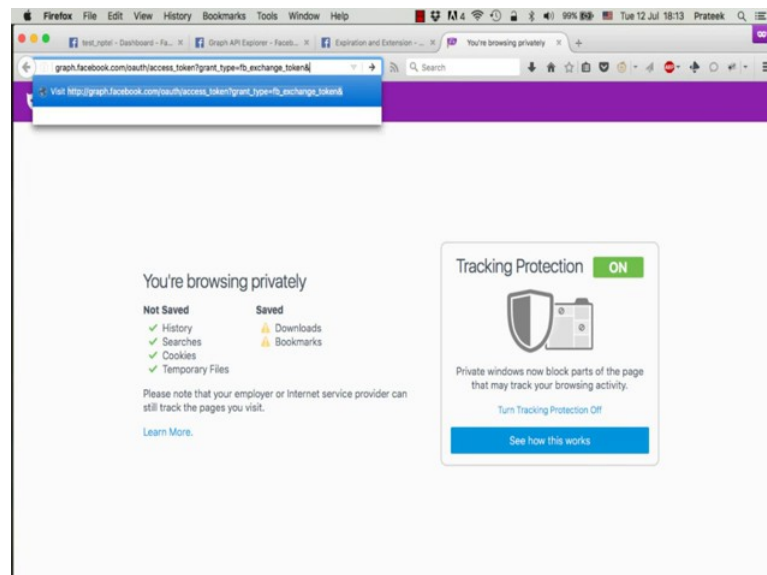 Firefox File Edit View History Bookmarks Tools Window Help 4 99% Tue 12 Jul 18:13 Prateek
test_nptel - Dashboard - Fa... Graph API Explorer - Faceb... Expiration and Extension - ... You're browsing privately
graph.facebook.com/oauth/access_token?grant_type=fb_exchange_token& Search
Visit http://graph.facebook.com/oauth/access_token?grant_type=fb_exchange_token&
You're browsing privately
Not Saved Saved
History Downloads
Searches Bookmarks
Cookies
Temporary Files
Please note that your employer or Internet service provider can
still track the pages you visit.
Learn More.
Tracking Protection ON
Private windows now block parts of the page
that may track your browsing activity.
Turn Tracking Protection Off
See how this works